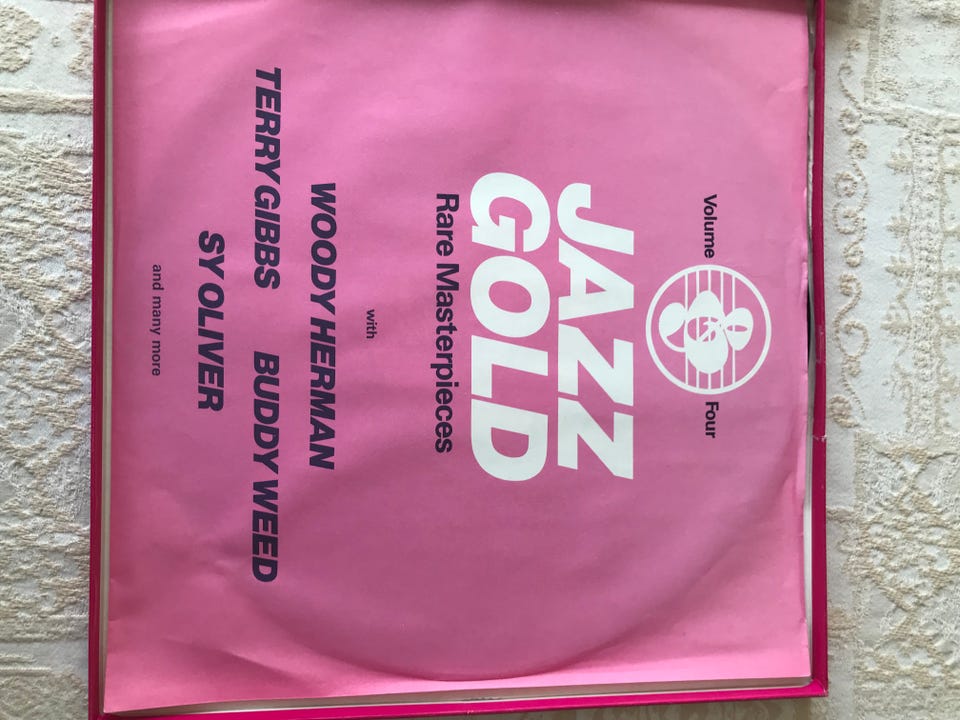 Volume Four
JAZZ
GOLD
Rare Masterpieces
with
WOODY HERMAN
TERRY GIBBS BUDDY WEED
SY OLIVER
and many more